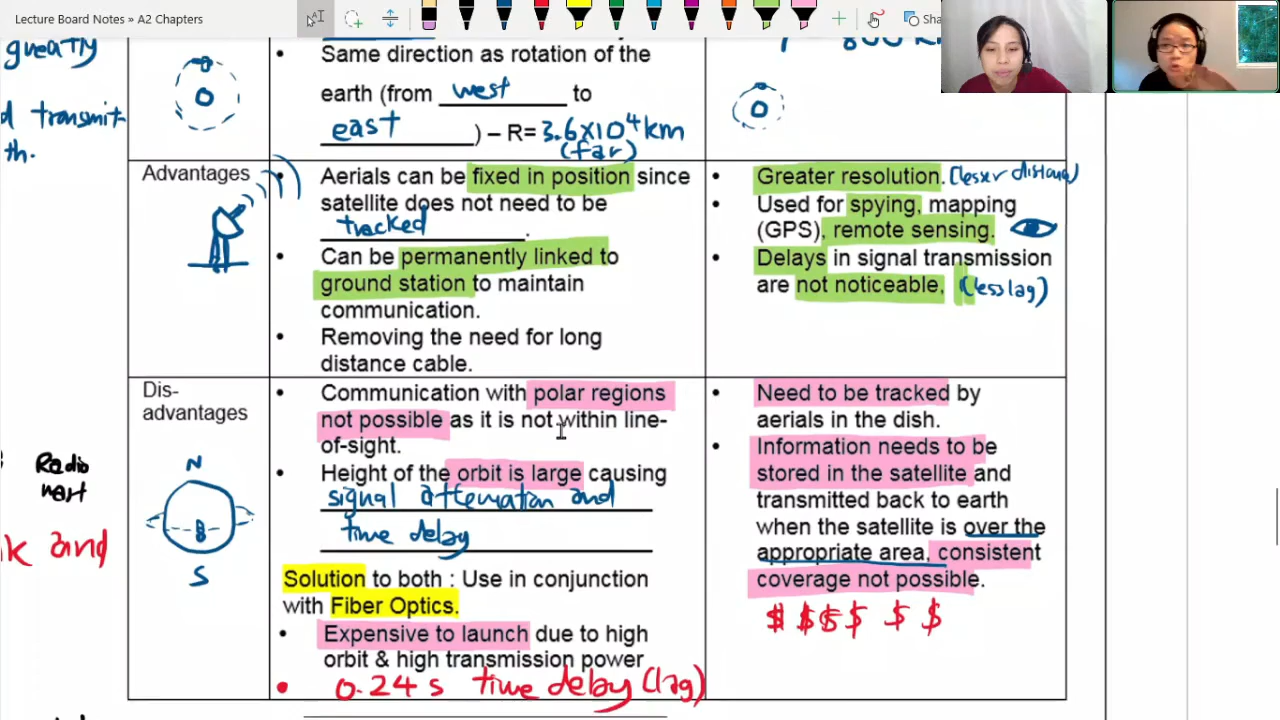 Lecture Board Notes » A2 Chapters
Sha
greatly
d transmit-
th.
Radio
nk and
Same direction as rotation of the
earth (from west to
east ) – R= 3.6×10⁴ km
(far)
800 k
Advantages
• Aerials can be fixed in position since
satellite does not need to be
tracked.
• Can be permanently linked to
ground station to maintain
communication.
• Removing the need for long
distance cable.
• Greater resolution. (lesser distance)
• Used for spying, mapping
(GPS), remote sensing.
• Delays in signal transmission
are not noticeable. (less lag)
Dis-
advantages
N
S
• Communication with polar regions
not possible as it is not within line-
of-sight.
• Height of the orbit is large causing
signal attenuation and
time delay
Solution to both : Use in conjunction
with Fiber Optics.
• Expensive to launch due to high
orbit & high transmission power
• 0.24 s time delay (lag)
• Need to be tracked by
aerials in the dish.
• Information needs to be
stored in the satellite and
transmitted back to earth
when the satellite is over the
appropriate area, consistent
coverage not possible.
$ $ $ $ $ $